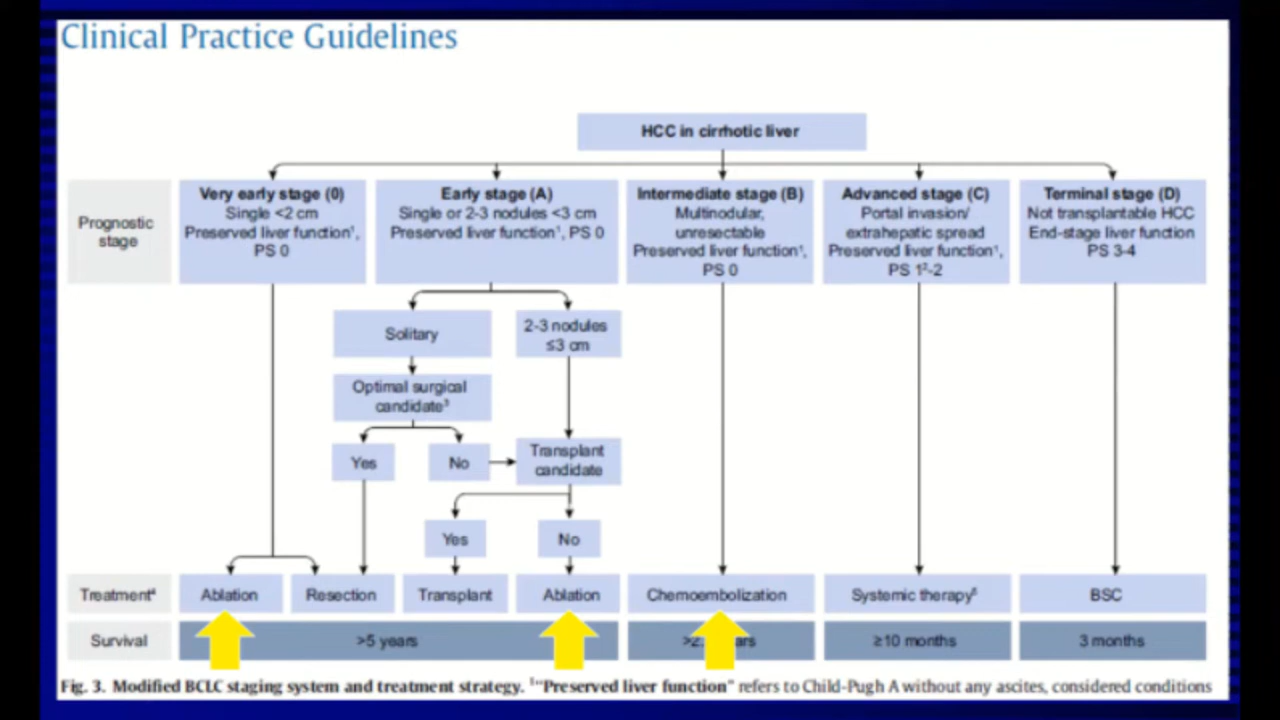 Clinical Practice Guidelines
HCC in cirrhotic liver
Prognostic
stage
Very early stage (0)
Single <2 cm
Preserved liver function¹,
PS 0
Early stage (A)
Single or 2-3 nodules <3 cm
Preserved liver function¹, PS 0
Intermediate stage (B)
Multinodular,
unresectable
Preserved liver function¹,
PS 0
Advanced stage (C)
Portal invasion/
extrahepatic spread
Preserved liver function¹,
PS 1²-2
Terminal stage (D)
Not transplantable HCC
End-stage liver function
PS 3-4
Solitary
2-3 nodules
≤3 cm
Optimal surgical
candidate³
Yes
No
Transplant
candidate
Yes
No
Treatment⁴
Ablation
Resection
Transplant
Ablation
Chemoembolization
Systemic therapy⁵
BSC
Survival
>5 years
≥10 months
3 months
Fig. 3. Modified BCLC staging system and treatment strategy. ¹"Preserved liver function" refers to Child-Pugh A without any ascites, considered conditions